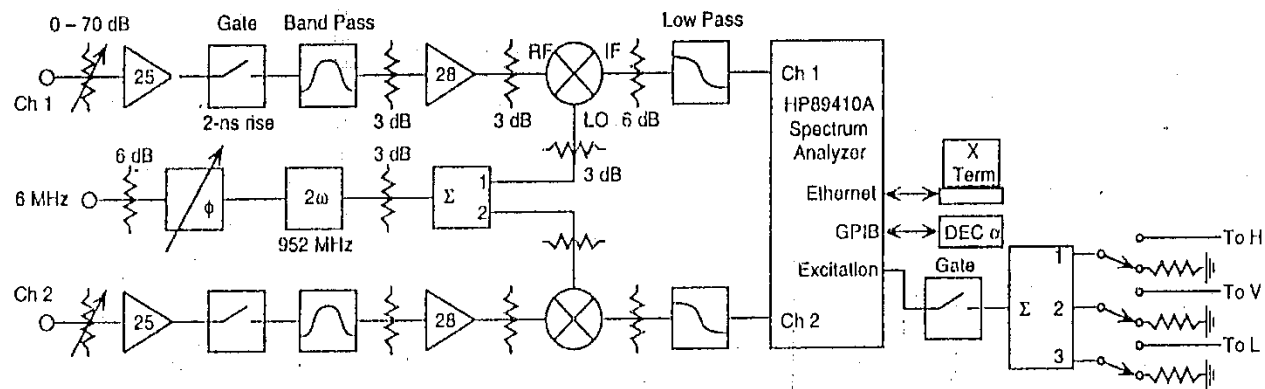 0 – 70 dB
Gate
Band Pass
Low Pass
25
28
RF
IF
Ch 1
2-ns rise
3 dB
3 dB
LO
6 dB
Ch 1
HP89410A
Spectrum
Analyzer
6 dB
3 dB
3 dB
6 MHz
ϕ
2ω
Σ
1
2
952 MHz
X
Term
Ethernet
GPIB
DEC α
Excitation
Gate
Σ
1
2
3
To H
To V
To L
Ch 2
25
28
Ch 2